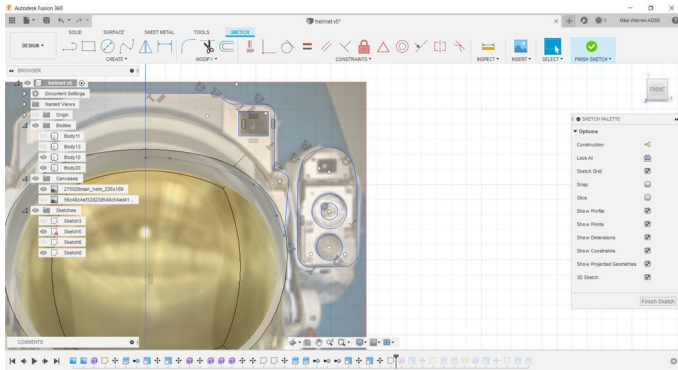 Autodesk Fusion 360
helmet v5*
Mike Warren ADSK
SOLID SURFACE SHEET METAL TOOLS SKETCH
DESIGN
CREATE MODIFY CONSTRAINTS INSPECT INSERT SELECT FINISH SKETCH
BROWSER
helmet v5
Document Settings
Named Views
Origin
Bodies
Body11
Body13
Body18
Body20
Canvases
Sketches
Sketch3
Sketch5
Sketch6
Sketch8
FRONT
SKETCH PALETTE
Options
Construction
Look At
Sketch Grid
Snap
Slice
Show Profile
Show Points
Show Dimensions
Show Constraints
Show Projected Geometries
3D Sketch
Finish Sketch
COMMENTS